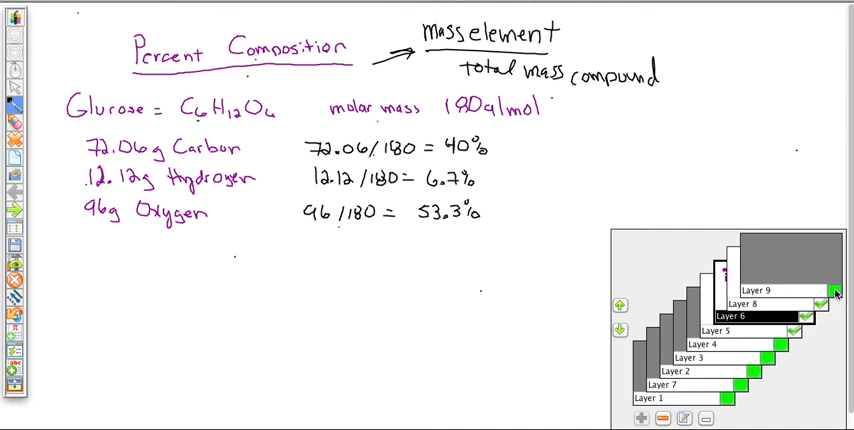 Percent Composition → mass element
total mass compound
Glucose = C₆H₁₂O₆ molar mass 180g/mol
72.06g Carbon 72.06/180 = 40%
12.12g Hydrogen 12.12/180 = 6.7%
96g Oxygen 96/180 = 53.3%
Layer 9
Layer 8
Layer 6
Layer 5
Layer 4
Layer 3
Layer 2
Layer 7
Layer 1